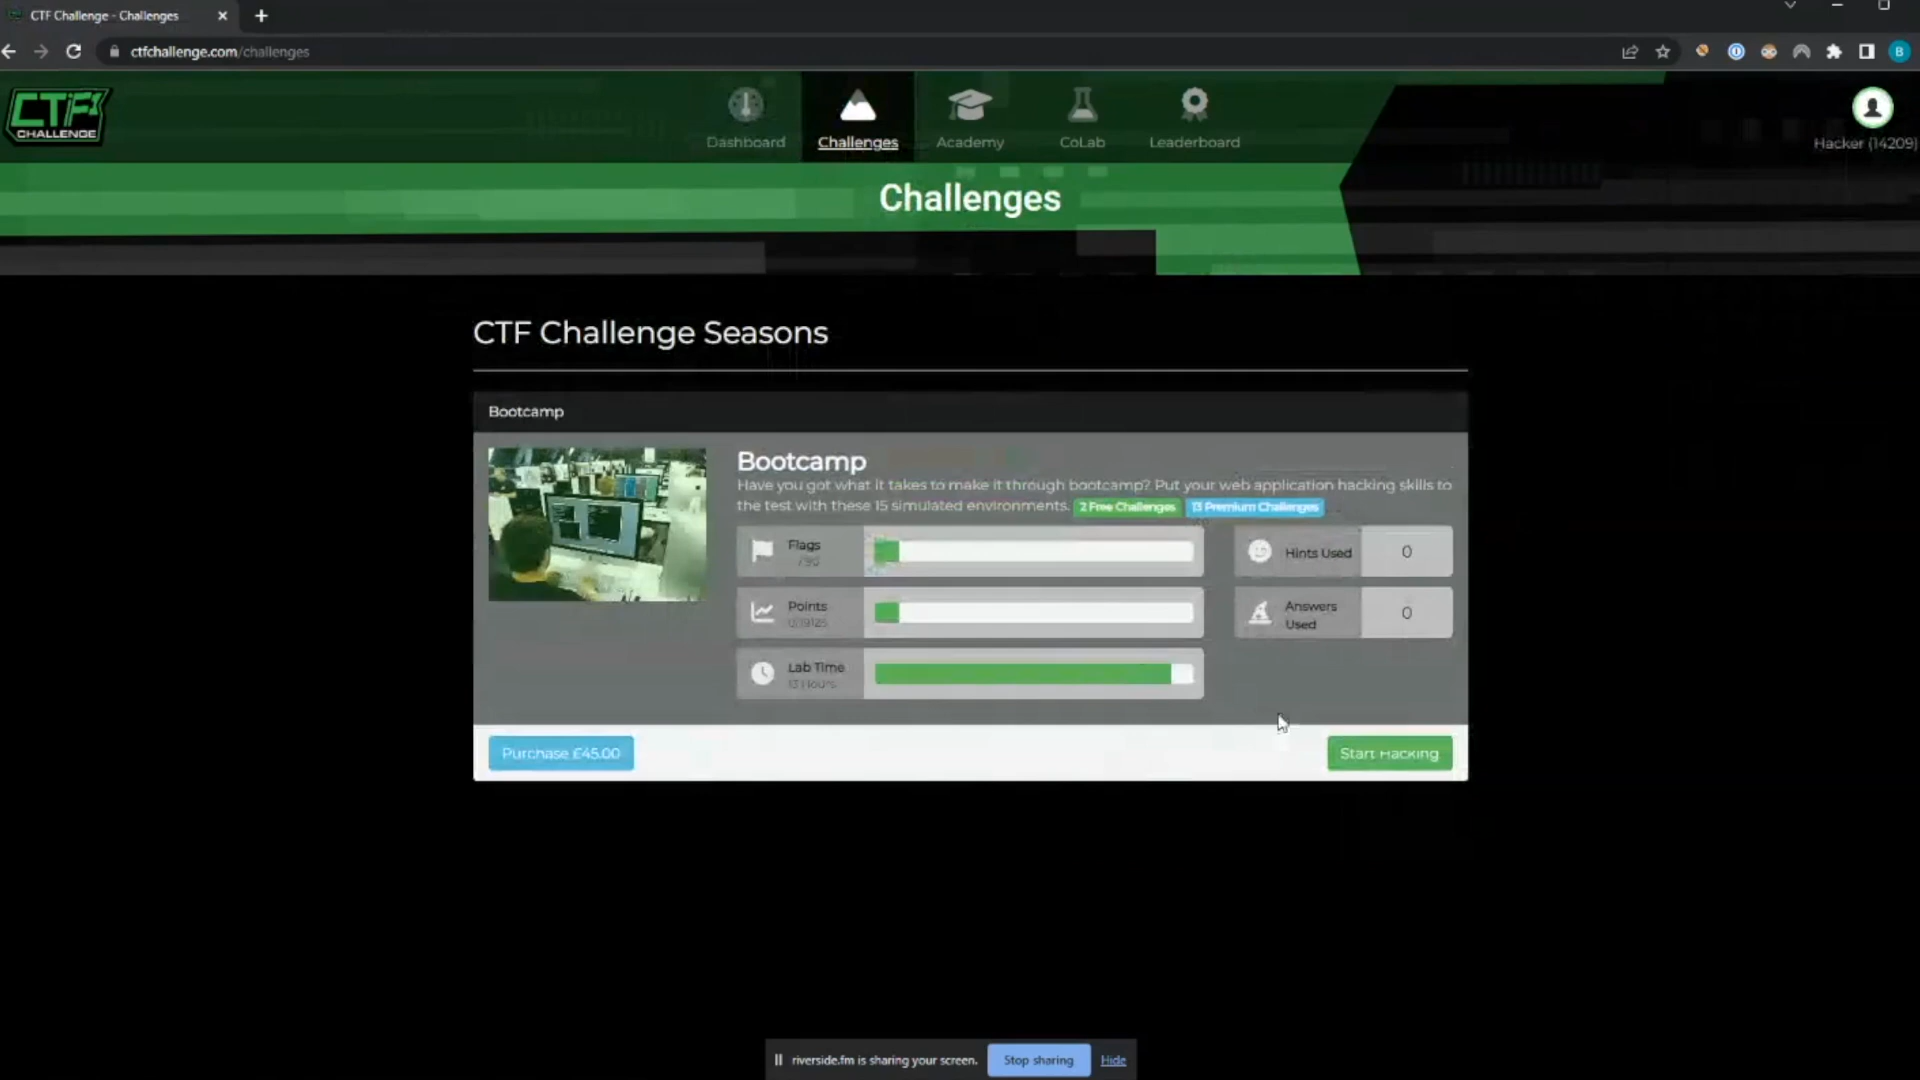 CTF Challenge - Challenges
ctfchallenge.com/challenges
B
CTF
CHALLENGE
Dashboard
Challenges
Academy
CoLab
Leaderboard
Hacker (14209)
Challenges
CTF Challenge Seasons
Bootcamp
Bootcamp
Have you got what it takes to make it through bootcamp? Put your web application hacking skills to
the test with these 15 simulated environments. 2 Free Challenges 13 Premium Challenges
Flags
Hints Used
0
Points
Answers
Used
0
Lab Time
13 Hours
Purchase £45.00
Start Hacking
riverside.fm is sharing your screen.
Stop sharing
Hide